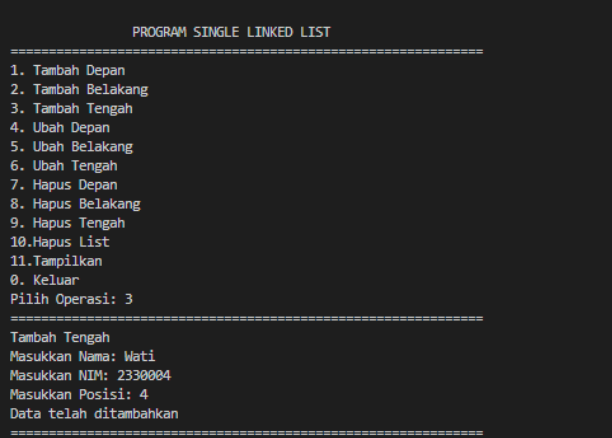 PROGRAM SINGLE LINKED LIST
==============================================================
1. Tambah Depan
2. Tambah Belakang
3. Tambah Tengah
4. Ubah Depan
5. Ubah Belakang
6. Ubah Tengah
7. Hapus Depan
8. Hapus Belakang
9. Hapus Tengah
10.Hapus List
11.Tampilkan
0. Keluar
Pilih Operasi: 3
==============================================================
Tambah Tengah
Masukkan Nama: Wati
Masukkan NIM: 2330004
Masukkan Posisi: 4
Data telah ditambahkan
==============================================================